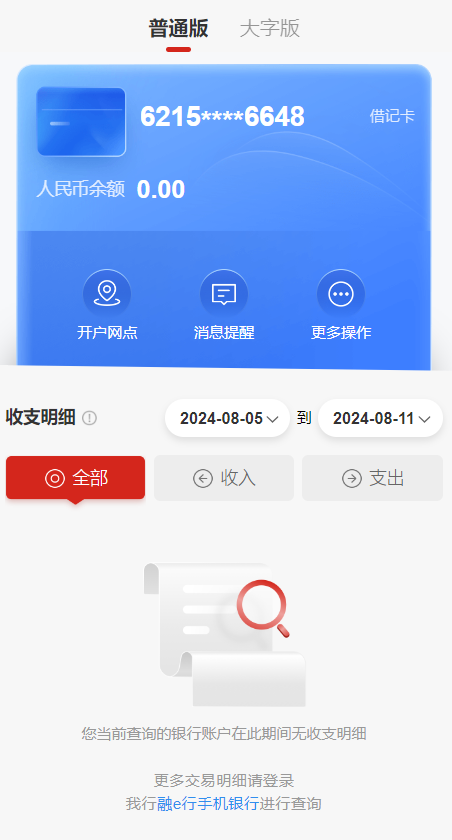 普通版 大字版
6215****6648 借记卡
人民币余额 0.00
开户网点 消息提醒 更多操作
收支明细 2024-08-05 到 2024-08-11
全部 收入 支出
您当前查询的银行账户在此期间无收支明细
更多交易明细请登录
我行融e行手机银行进行查询